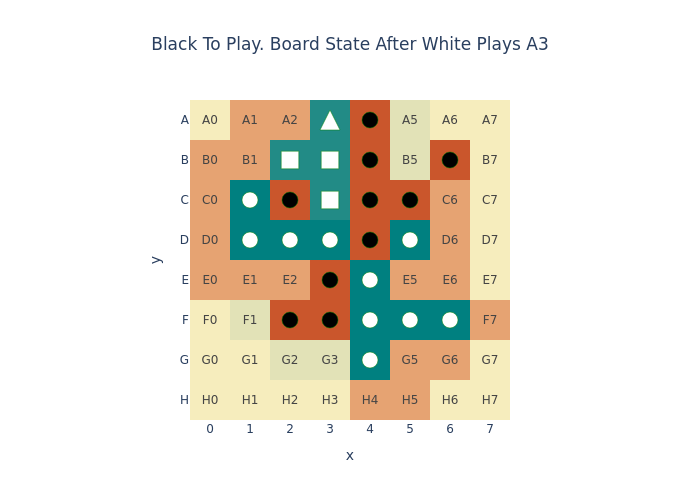 Black To Play. Board State After White Plays A3
A A0 A1 A2 A5 A6 A7
B B0 B1 B5 B7
C C0 C6 C7
D D0 D6 D7
E E0 E1 E2 E5 E6 E7
F F0 F1 F7
G G0 G1 G2 G3 G5 G6 G7
H H0 H1 H2 H3 H4 H5 H6 H7
0 1 2 3 4 5 6 7
x
y